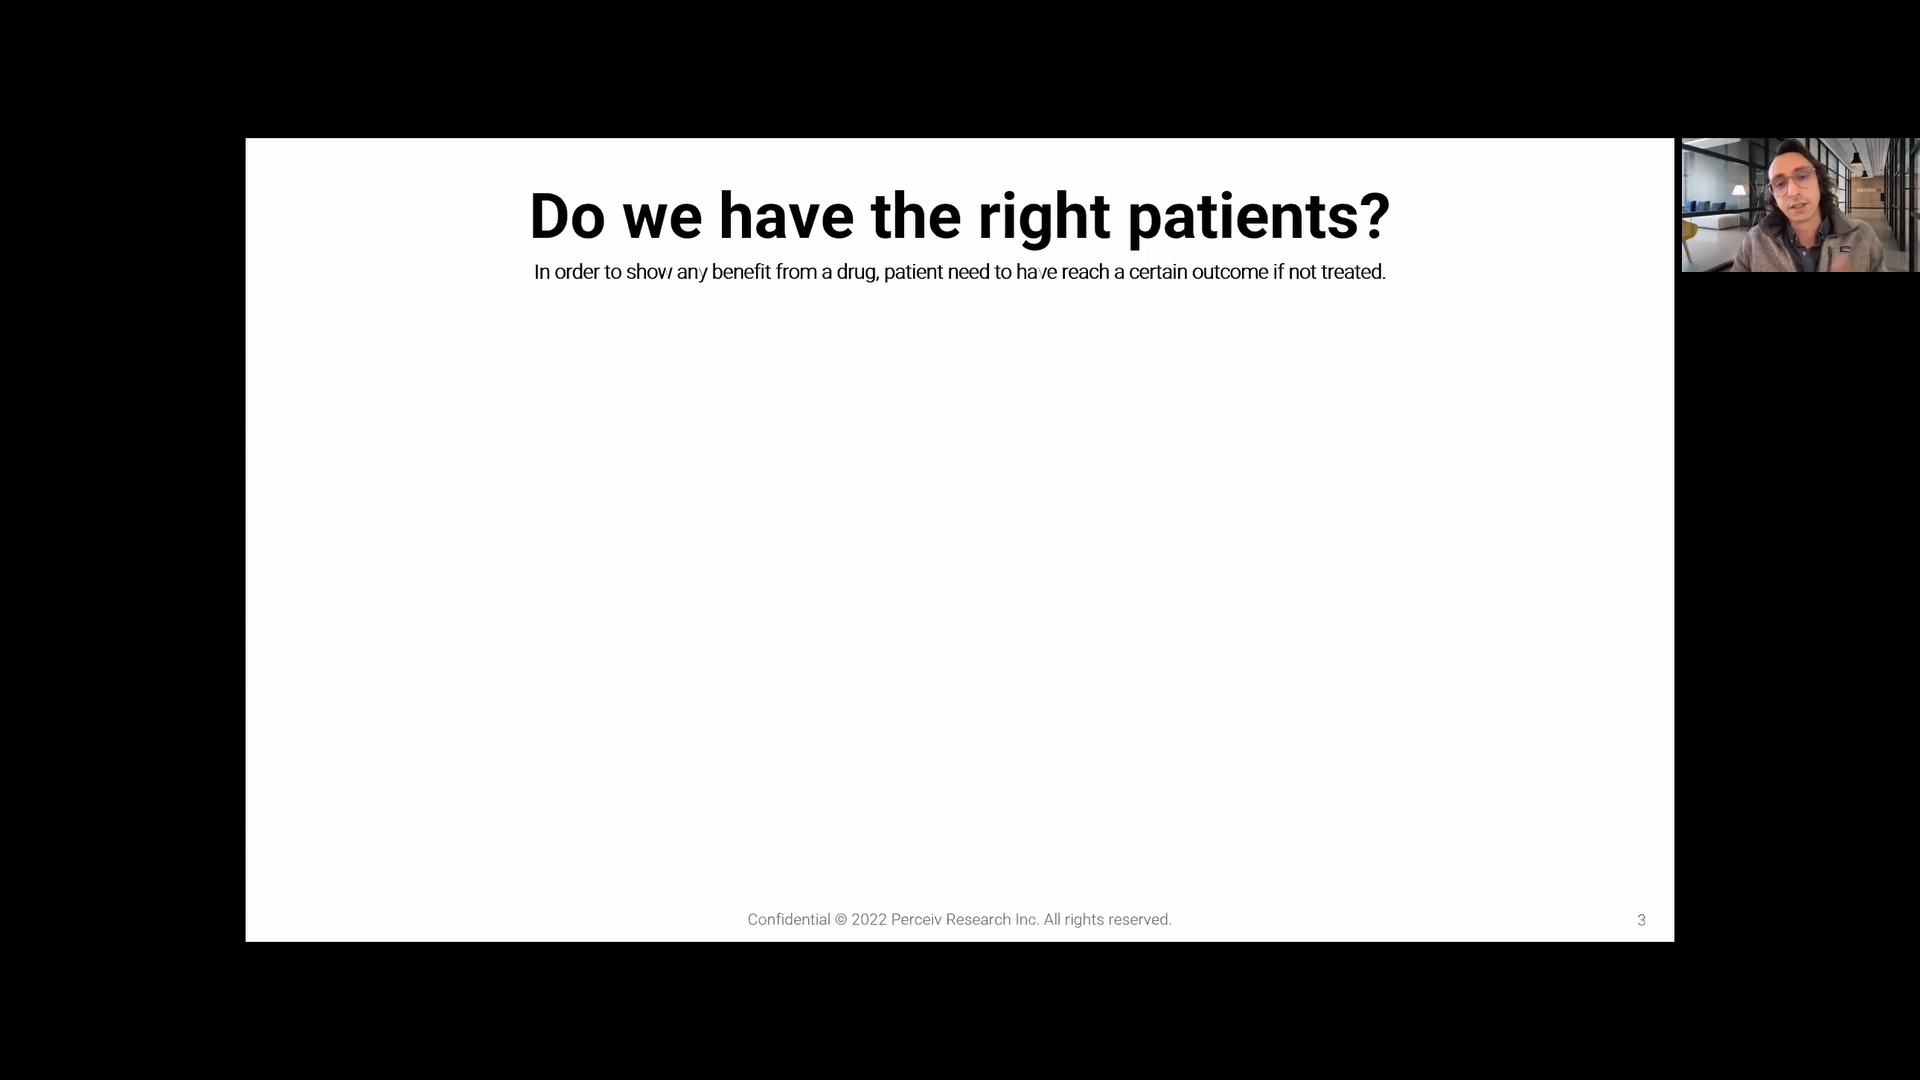 Do we have the right patients?
In order to show any benefit from a drug, patient need to have reach a certain outcome if not treated.
Confidential © 2022 Perceiv Research Inc. All rights reserved.
3